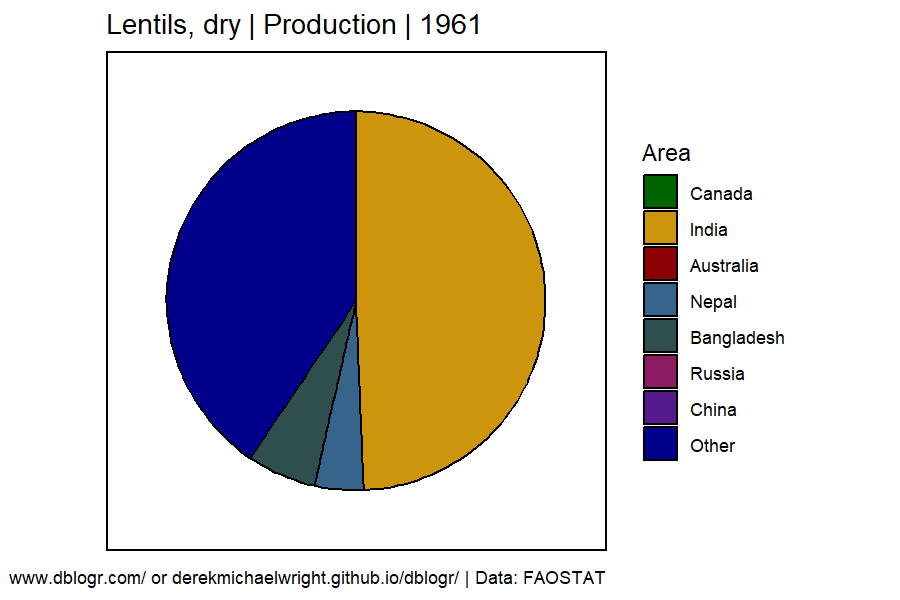 Lentils, dry | Production | 1961
Area
Canada
India
Australia
Nepal
Bangladesh
Russia
China
Other
www.dblogr.com/ or derekmichaelwright.github.io/dblogr/ | Data: FAOSTAT